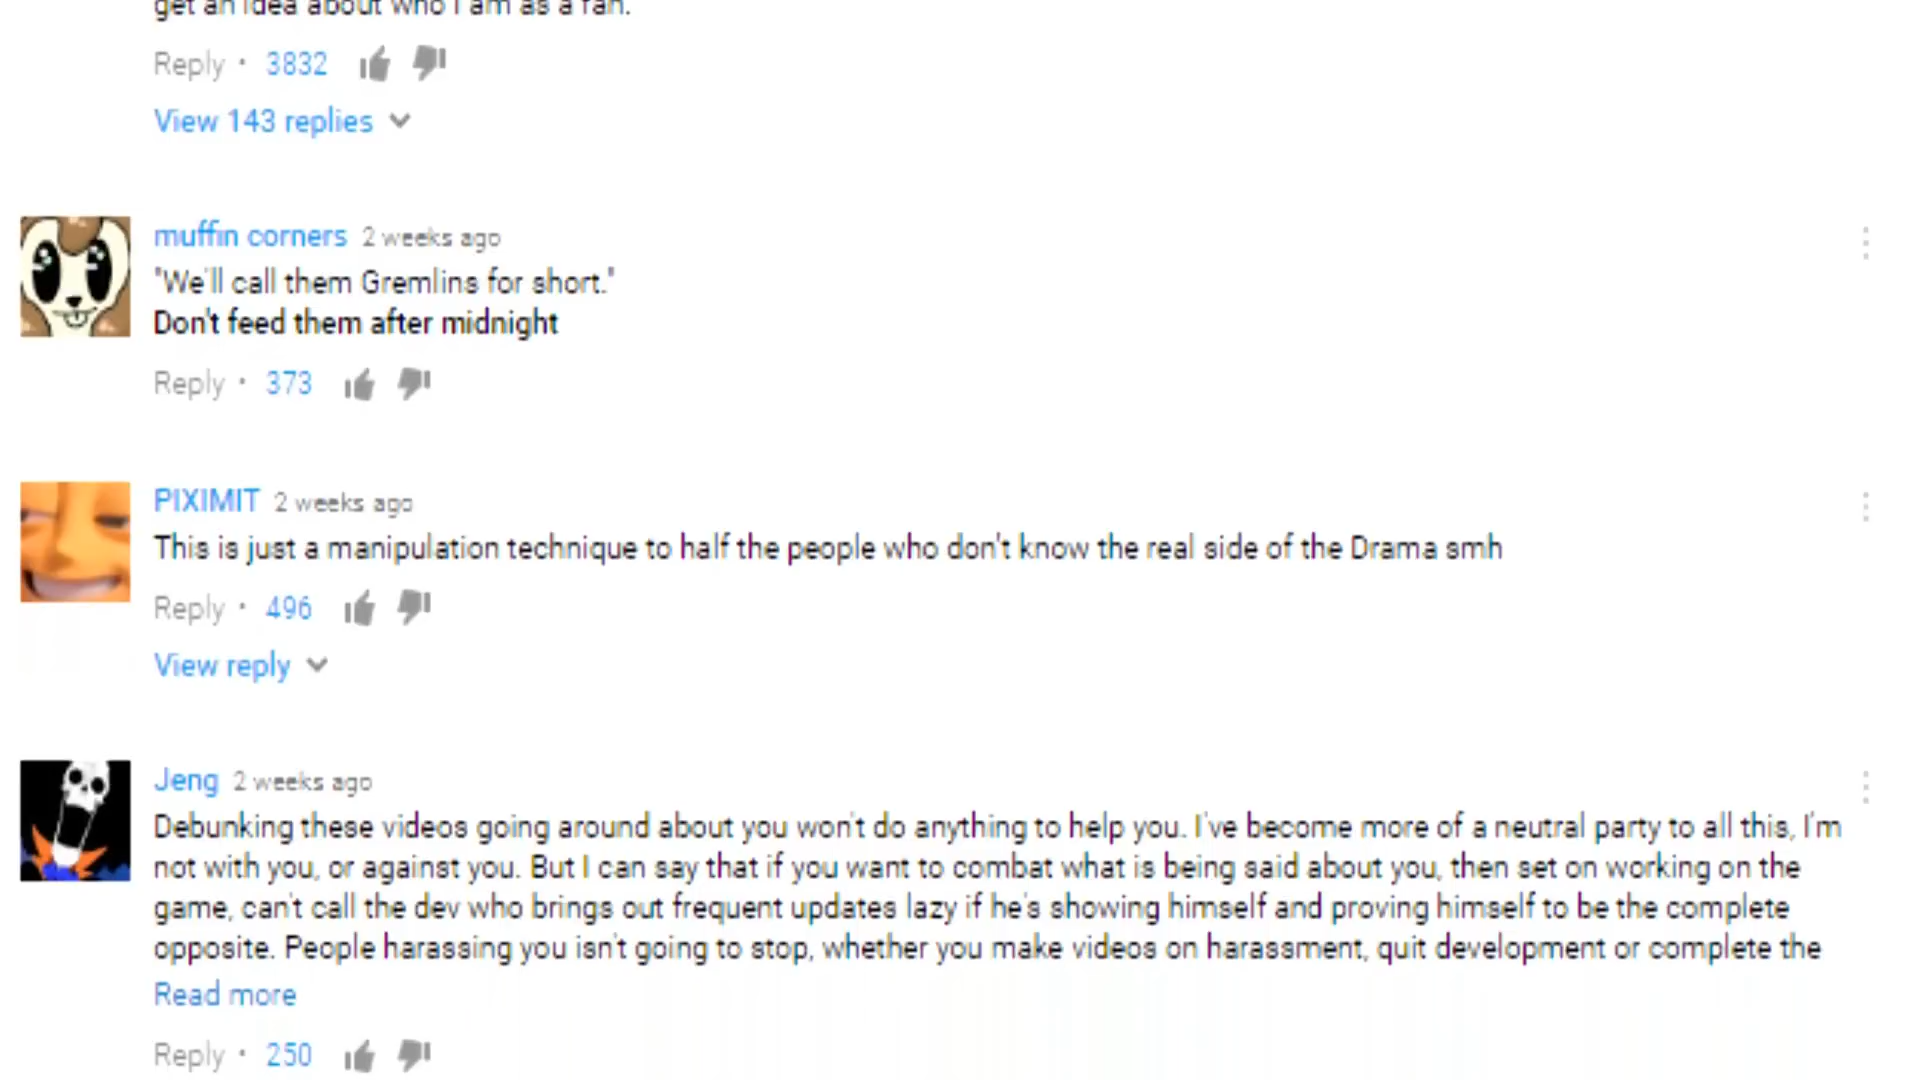 get an idea about who I am as a fan.
Reply • 3832
View 143 replies
muffin corners 2 weeks ago
"We'll call them Gremlins for short."
Don't feed them after midnight
Reply • 373
PIXIMIT 2 weeks ago
This is just a manipulation technique to half the people who don't know the real side of the Drama smh
Reply • 496
View reply
Jeng 2 weeks ago
Debunking these videos going around about you won't do anything to help you. I've become more of a neutral party to all this, I'm
not with you, or against you. But I can say that if you want to combat what is being said about you, then set on working on the
game, can't call the dev who brings out frequent updates lazy if he's showing himself and proving himself to be the complete
opposite. People harassing you isn't going to stop, whether you make videos on harassment, quit development or complete the
Read more
Reply • 250